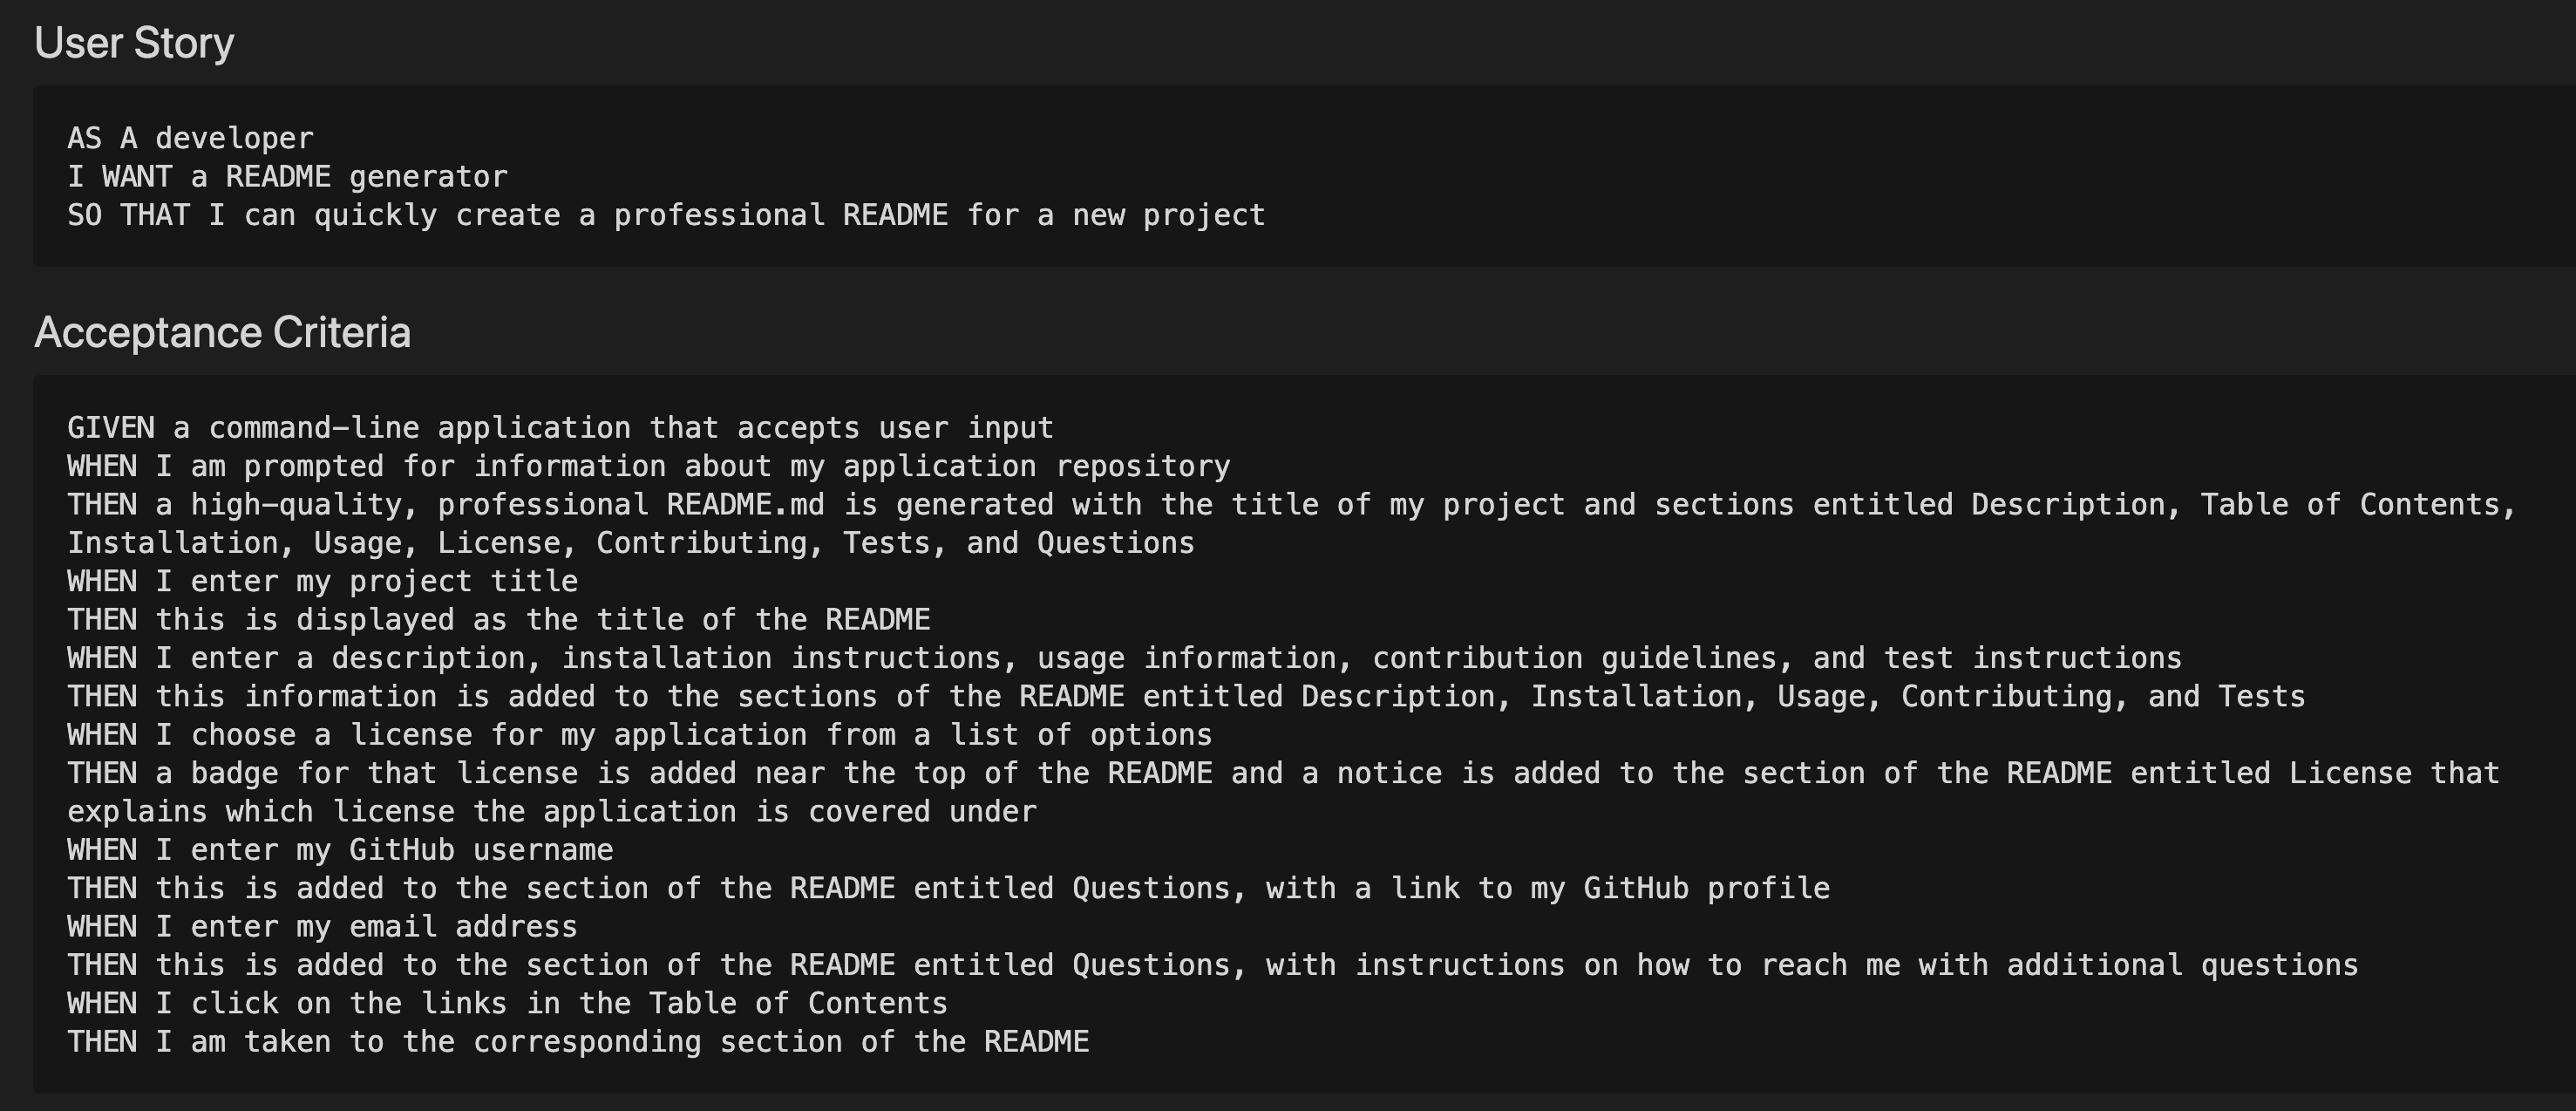 User Story
AS A developer
I WANT a README generator
SO THAT I can quickly create a professional README for a new project
Acceptance Criteria
GIVEN a command-line application that accepts user input
WHEN I am prompted for information about my application repository
THEN a high-quality, professional README.md is generated with the title of my project and sections entitled Description, Table of Contents,
Installation, Usage, License, Contributing, Tests, and Questions
WHEN I enter my project title
THEN this is displayed as the title of the README
WHEN I enter a description, installation instructions, usage information, contribution guidelines, and test instructions
THEN this information is added to the sections of the README entitled Description, Installation, Usage, Contributing, and Tests
WHEN I choose a license for my application from a list of options
THEN a badge for that license is added near the top of the README and a notice is added to the section of the README entitled License that
explains which license the application is covered under
WHEN I enter my GitHub username
THEN this is added to the section of the README entitled Questions, with a link to my GitHub profile
WHEN I enter my email address
THEN this is added to the section of the README entitled Questions, with instructions on how to reach me with additional questions
WHEN I click on the links in the Table of Contents
THEN I am taken to the corresponding section of the README